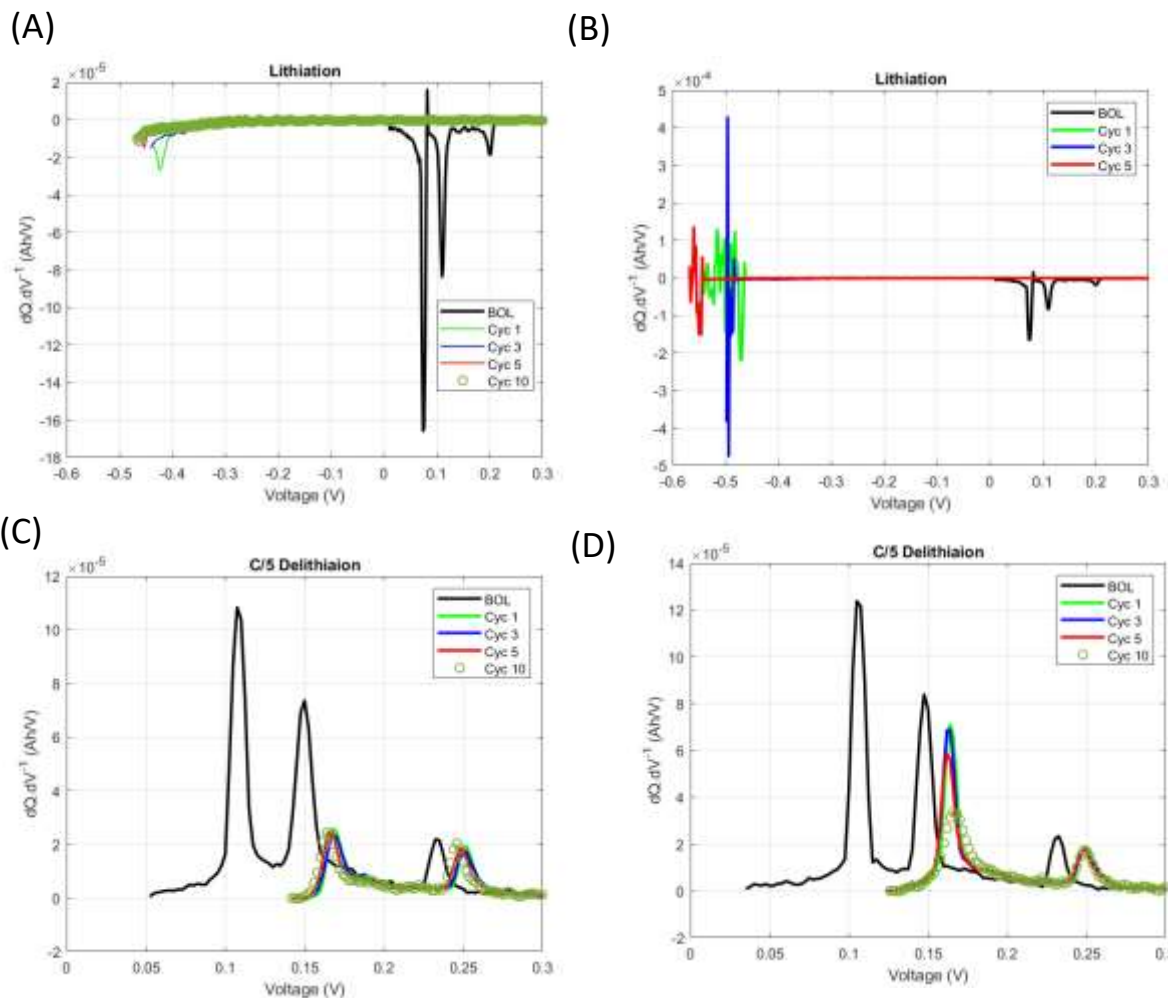 (A)
×10⁻⁵
Lithiation
2
0
-2
-4
-6
-8
-10
-12
-14
-16
-18
dQ.dV⁻¹ (Ah/V)
BOL
Cyc 1
Cyc 3
Cyc 5
Cyc 10
-0.6
-0.5
-0.4
-0.3
-0.2
-0.1
0
0.1
0.2
0.3
Voltage (V)
(B)
×10⁻⁴
Lithiation
5
4
3
2
1
0
-1
-2
-3
-4
-5
dQ.dV⁻¹ (Ah/V)
BOL
Cyc 1
Cyc 3
Cyc 5
-0.6
-0.5
-0.4
-0.3
-0.2
-0.1
0
0.1
0.2
0.3
Voltage (V)
(C)
×10⁻⁵
C/5 Delithiaion
12
10
8
6
4
2
0
-2
dQ.dV⁻¹ (Ah/V)
BOL
Cyc 1
Cyc 3
Cyc 5
Cyc 10
0
0.05
0.1
0.15
0.2
0.25
0.3
Voltage (V)
(D)
×10⁻⁵
C/5 Delithiaion
14
12
10
8
6
4
2
0
-2
dQ.dV⁻¹ (Ah/V)
BOL
Cyc 1
Cyc 3
Cyc 5
Cyc 10
0
0.05
0.1
0.15
0.2
0.25
0.3
Voltage (V)